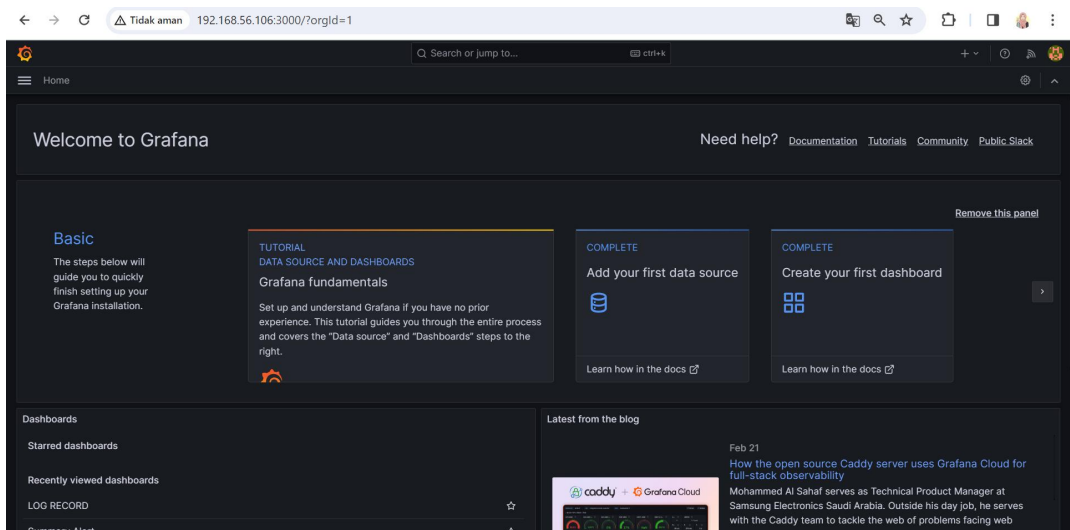 Tidak aman 192.168.56.106:3000/?orgId=1
Search or jump to... ctrl+k
Home
Welcome to Grafana
Need help? Documentation Tutorials Community Public Slack
Remove this panel
Basic
The steps below will
guide you to quickly
finish setting up your
Grafana installation.
TUTORIAL
DATA SOURCE AND DASHBOARDS
Grafana fundamentals
Set up and understand Grafana if you have no prior
experience. This tutorial guides you through the entire process
and covers the “Data source” and “Dashboards” steps to the
right.
COMPLETE
Add your first data source
Learn how in the docs
COMPLETE
Create your first dashboard
Learn how in the docs
Dashboards
Starred dashboards
Recently viewed dashboards
LOG RECORD
Summary Alert
Latest from the blog
caddy + Grafana Cloud
Feb 21
How the open source Caddy server uses Grafana Cloud for
full-stack observability
Mohammed Al Sahaf serves as Technical Product Manager at
Samsung Electronics Saudi Arabia. Outside his day job, he serves
with the Caddy team to tackle the web of problems facing web